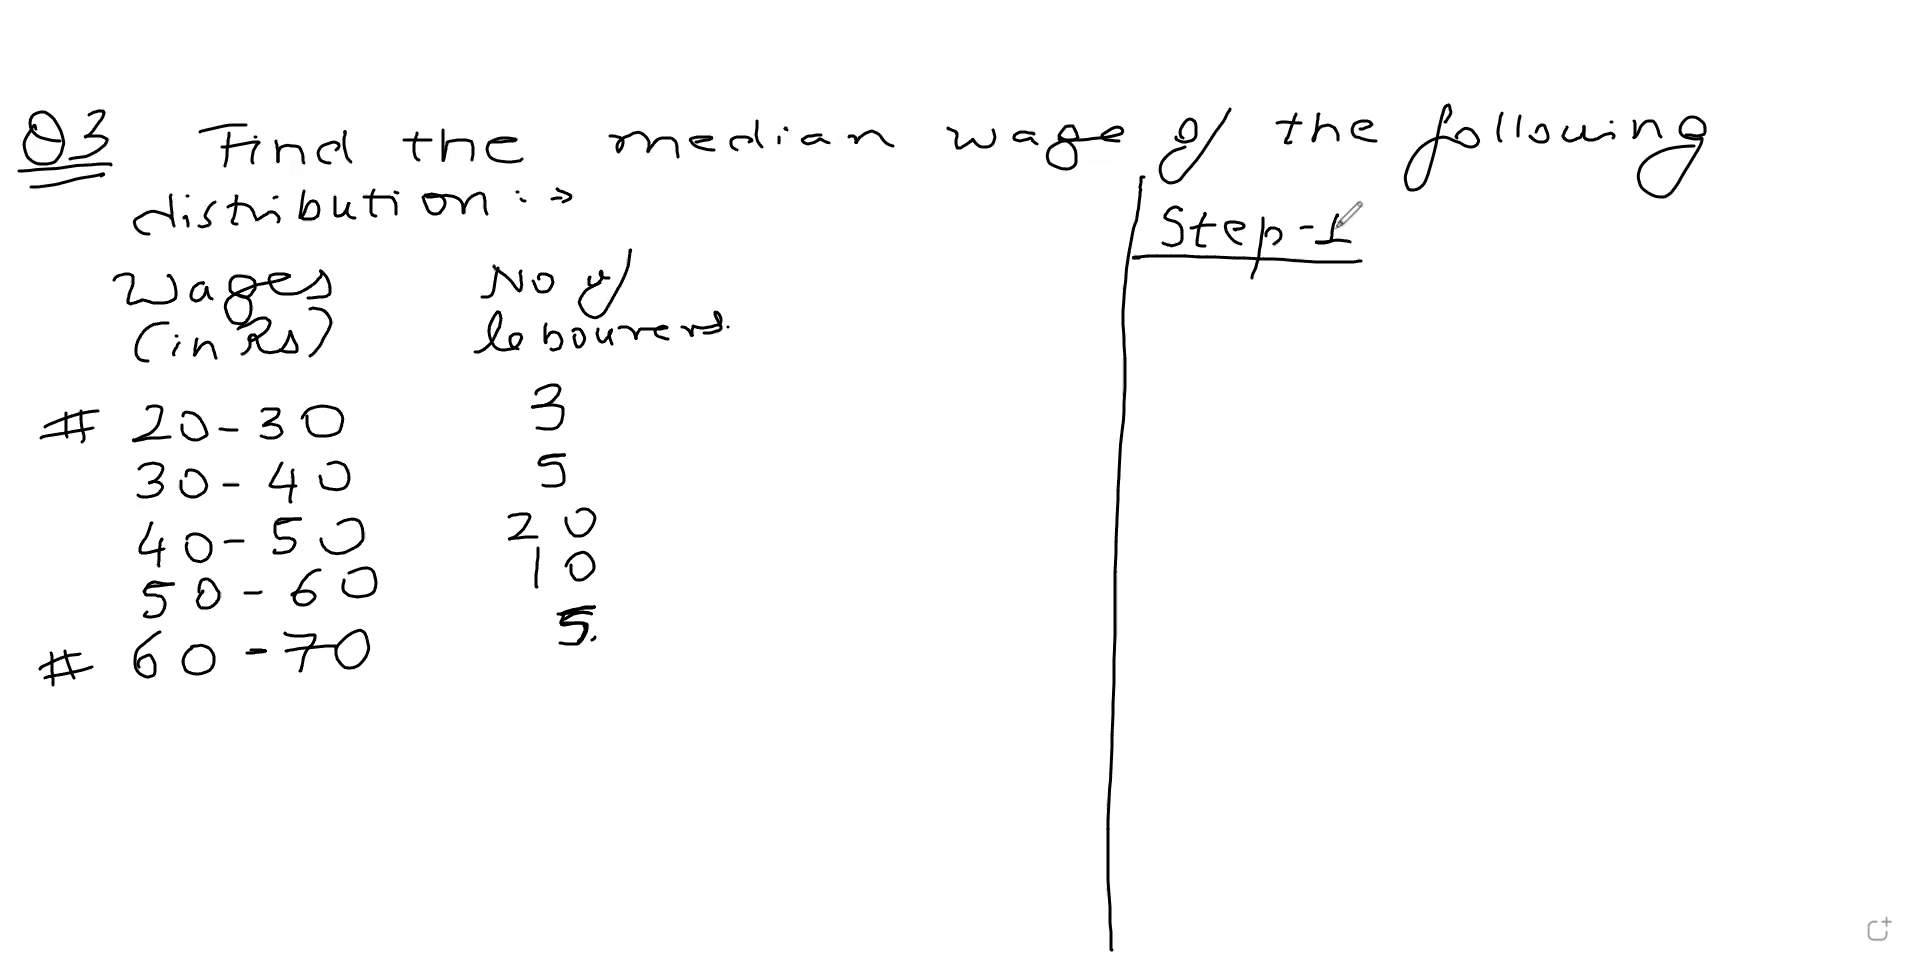 Q3 Find the median wage of the following
distribution :->
Step-1
Wages No of
(in Rs) lebourers.
# 20-30 3
30-40 5
40-50 20
50-60 10
# 60-70 5.